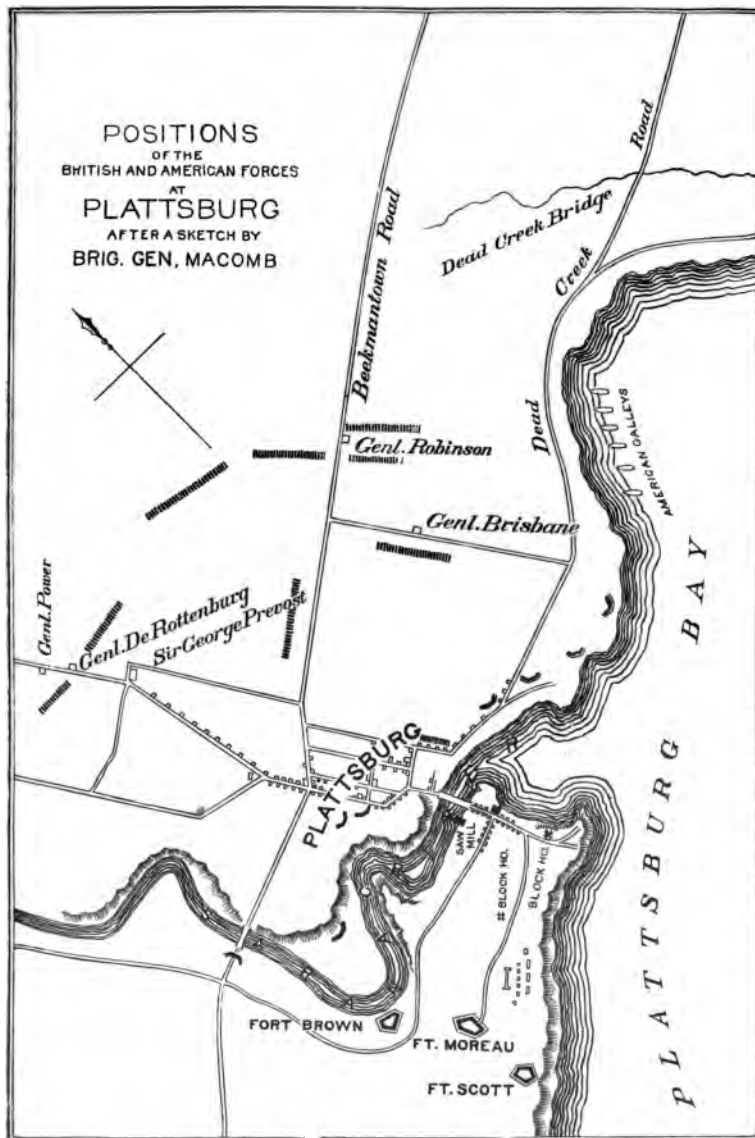 POSITIONS
OF THE
BRITISH AND AMERICAN FORCES
AT
PLATTSBURG
AFTER A SKETCH BY
BRIG. GEN, MACOMB
Beekmantown Road
Dead Creek Bridge
Dead Creek Road
AMERICAN GALLEYS
Genl. Robinson
Genl. Brisbane
Genl. Power
Genl. De Rottenburg
Sir George Prevost
PLATTSBURG
SARANAC RIVER
SAW
MILL
BLOCK HO.
BLOCK HO.
FORT BROWN
FT. MOREAU
FT. SCOTT
PLATTSBURG BAY